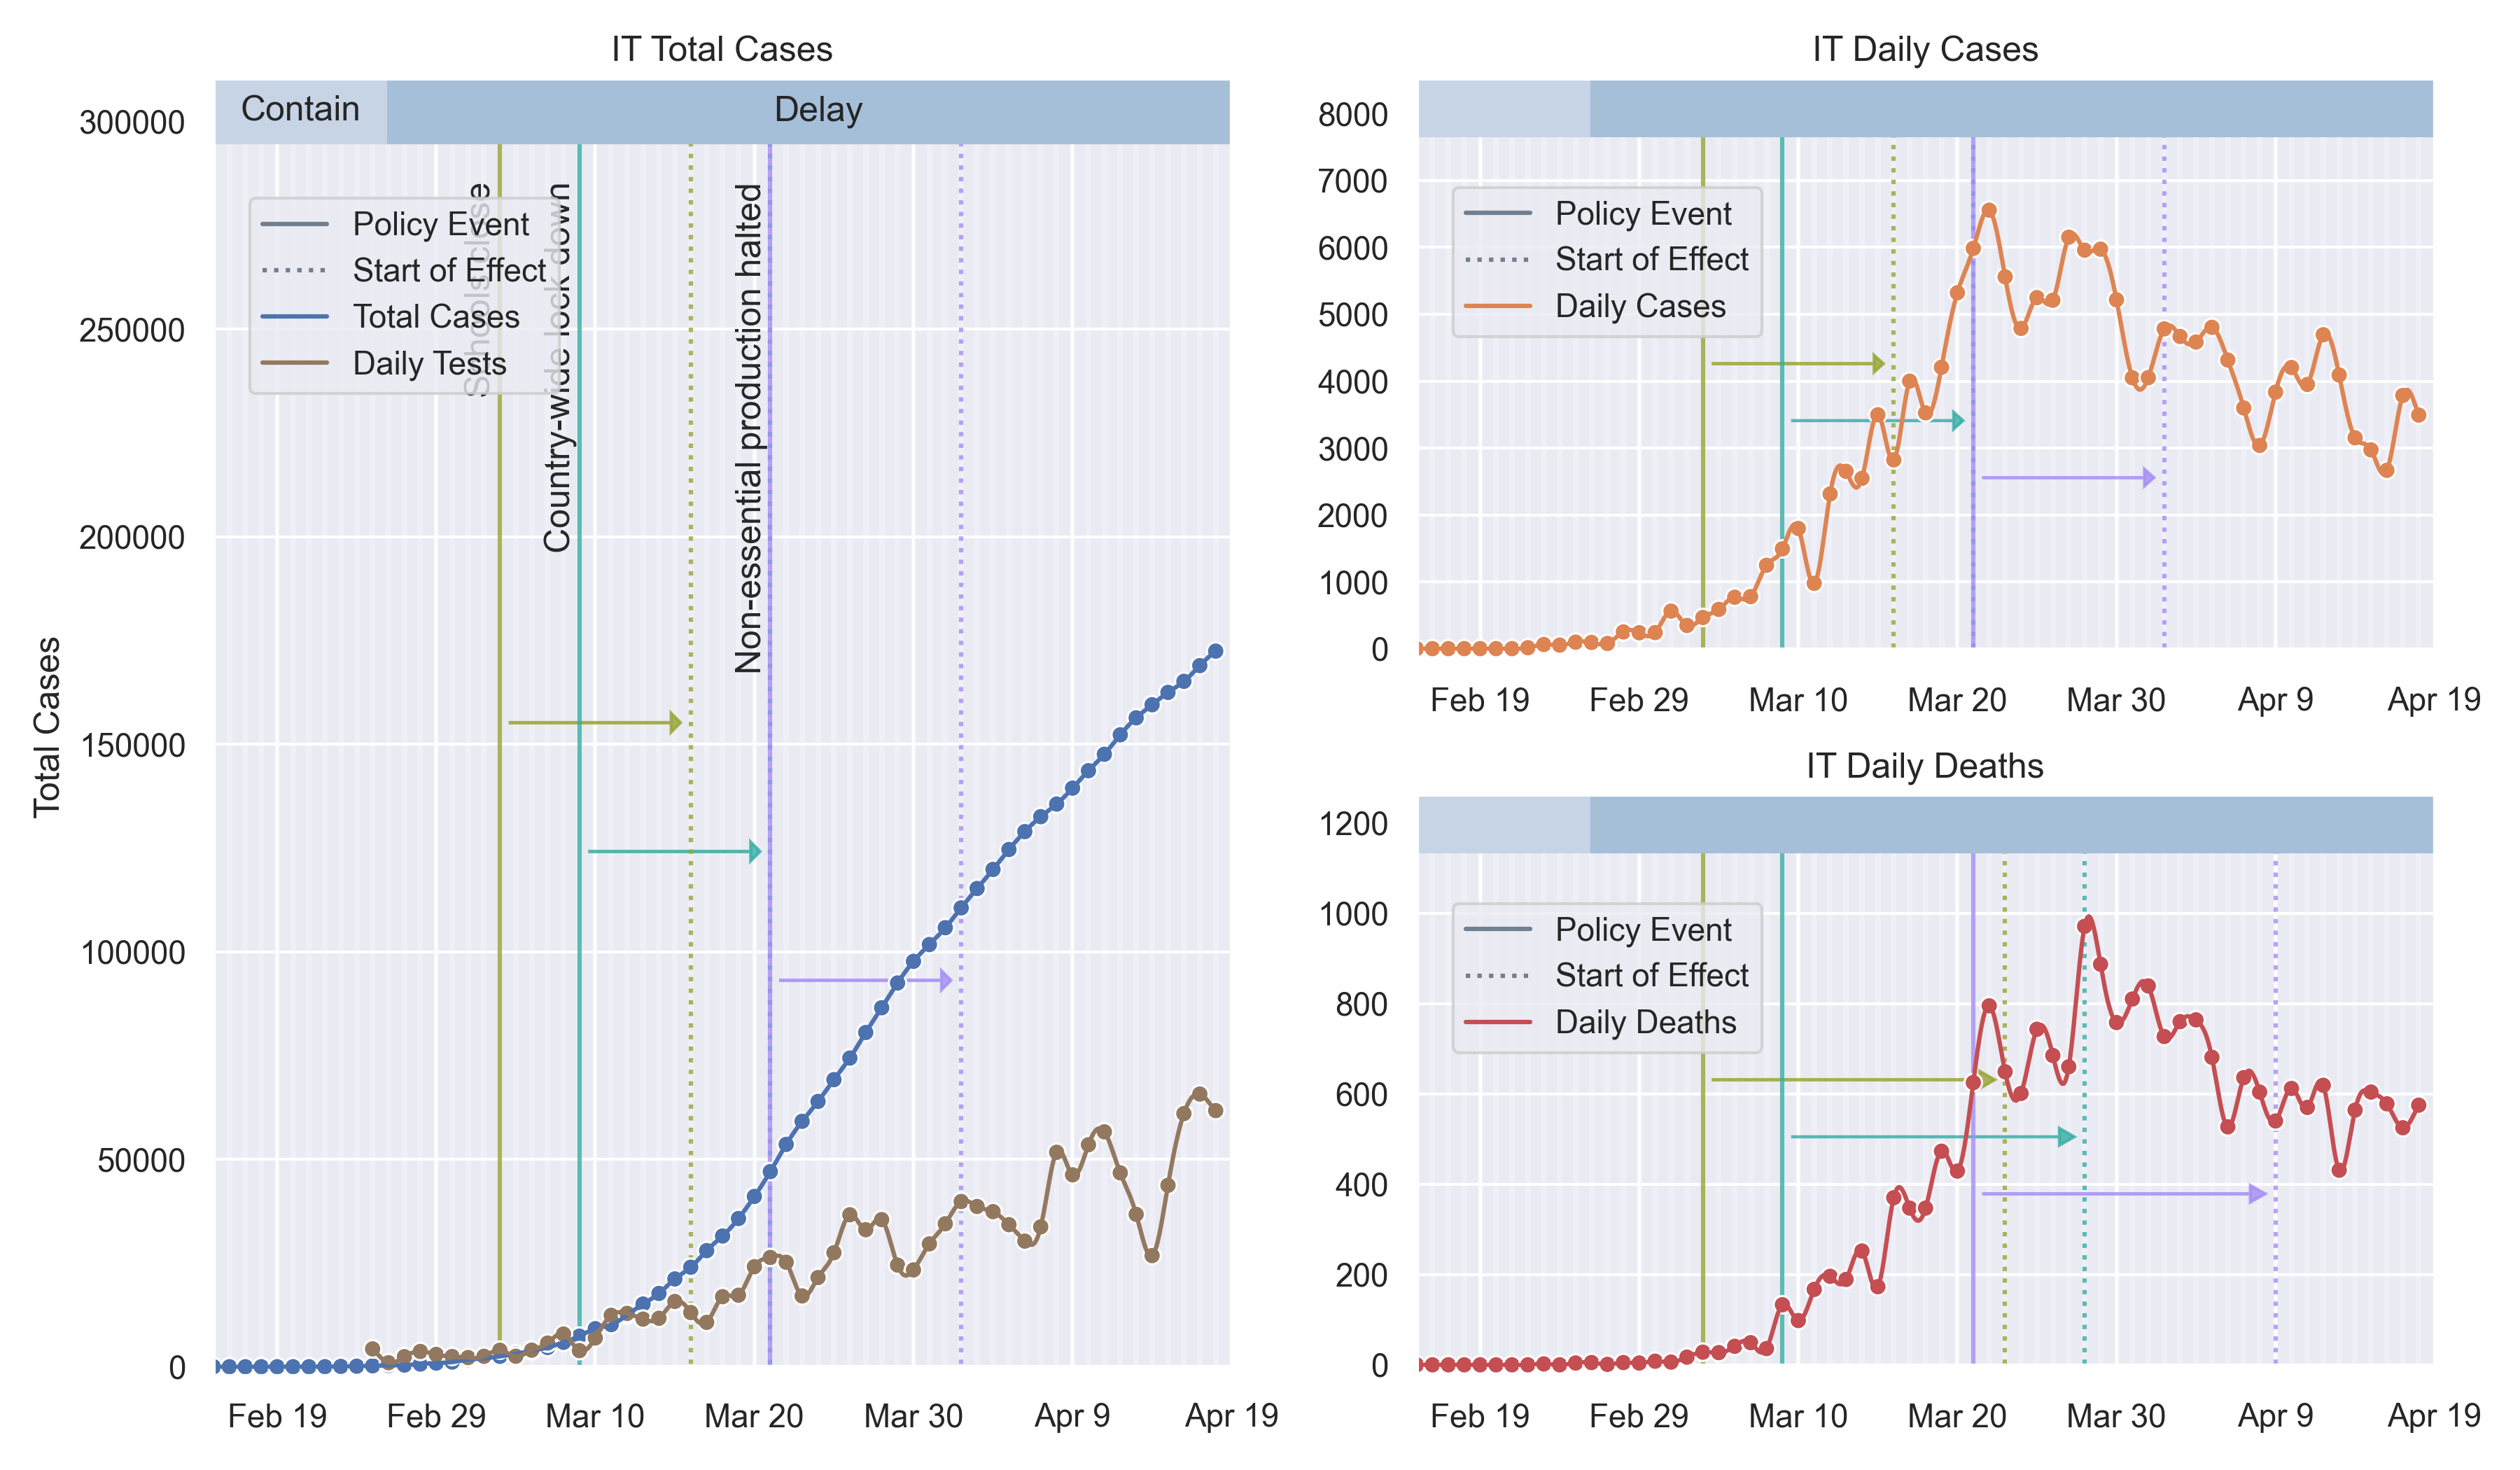 IT Total Cases
Contain
Delay
300000
250000
200000
150000
100000
50000
0
Total Cases
Policy Event
Start of Effect
Total Cases
Daily Tests
Country-wide lock down
Non-essential production halted
Feb 19
Feb 29
Mar 10
Mar 20
Mar 30
Apr 9
Apr 19
IT Daily Cases
8000
7000
6000
5000
4000
3000
2000
1000
0
Policy Event
Start of Effect
Daily Cases
Feb 19
Feb 29
Mar 10
Mar 20
Mar 30
Apr 9
Apr 19
IT Daily Deaths
1200
1000
800
600
400
200
0
Policy Event
Start of Effect
Daily Deaths
Feb 19
Feb 29
Mar 10
Mar 20
Mar 30
Apr 9
Apr 19